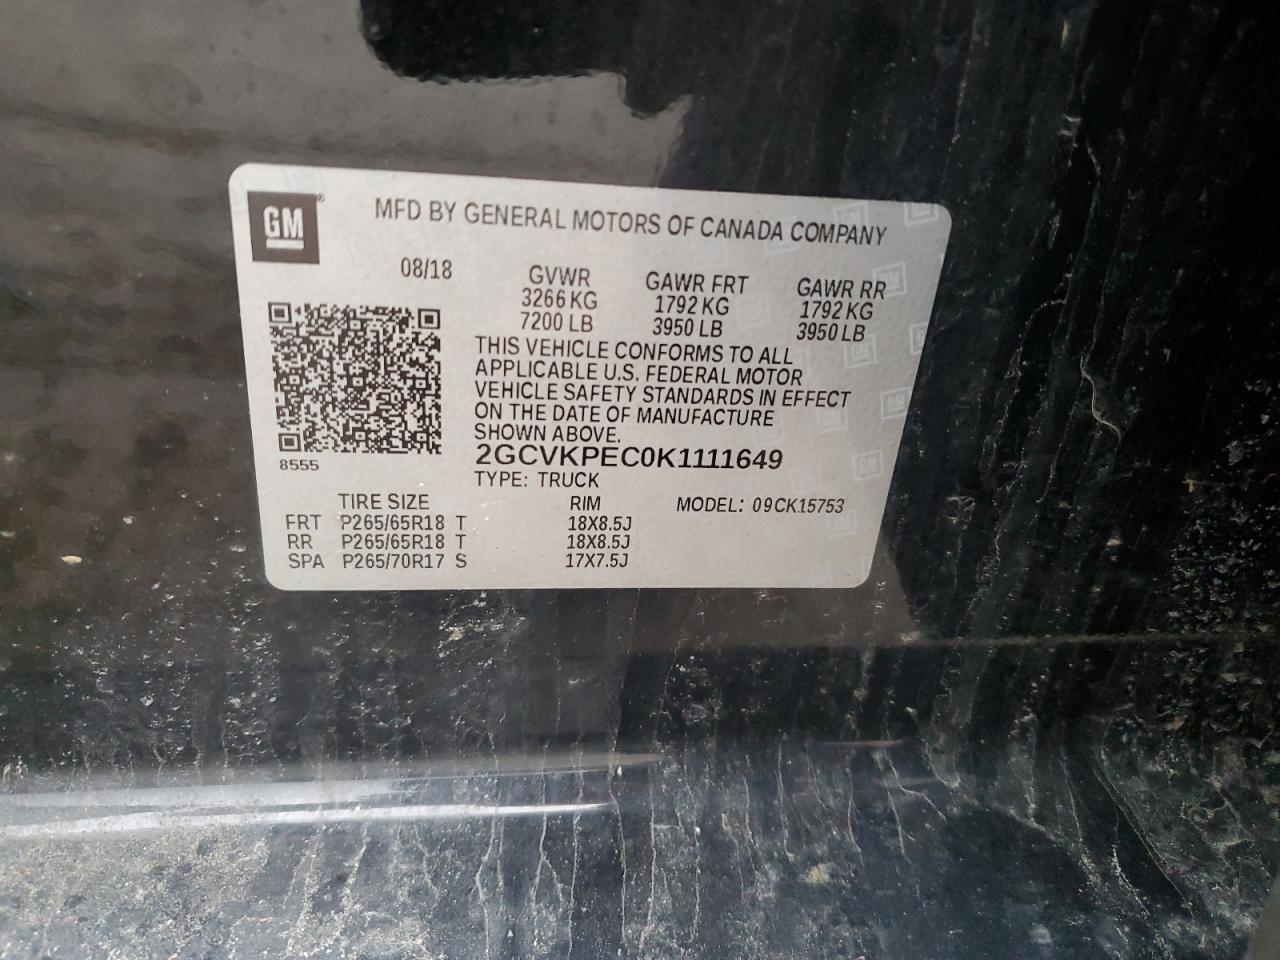 GM
MFD BY GENERAL MOTORS OF CANADA COMPANY
08/18
GVWR GAWR FRT GAWR RR
3266 KG 1792 KG 1792 KG
7200 LB 3950 LB 3950 LB
THIS VEHICLE CONFORMS TO ALL
APPLICABLE U.S. FEDERAL MOTOR
VEHICLE SAFETY STANDARDS IN EFFECT
ON THE DATE OF MANUFACTURE
SHOWN ABOVE.
8555
2GCVKPEC0K1111649
TYPE: TRUCK
TIRE SIZE RIM MODEL: 09CK15753
FRT P265/65R18 T 18X8.5J
RR P265/65R18 T 18X8.5J
SPA P265/70R17 S 17X7.5J